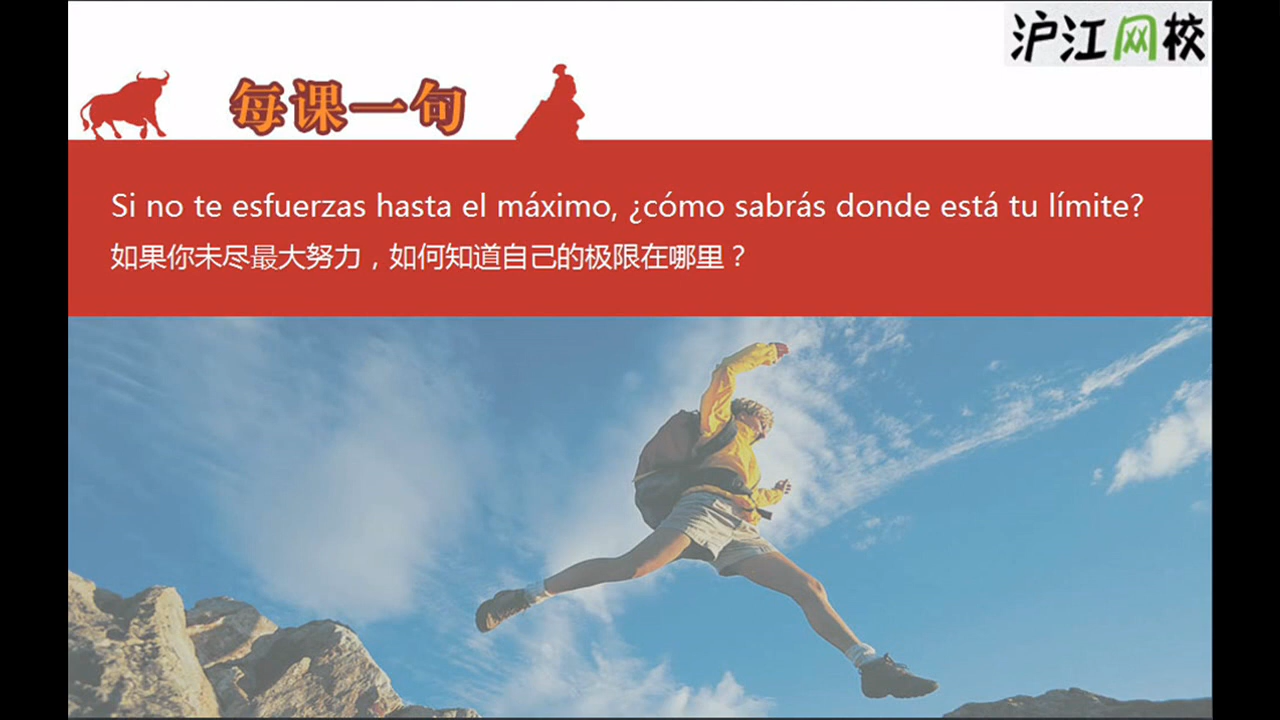 沪江网校
每课一句
Si no te esfuerzas hasta el máximo, ¿cómo sabrás donde está tu límite?
如果你未尽最大努力，如何知道自己的极限在哪里？